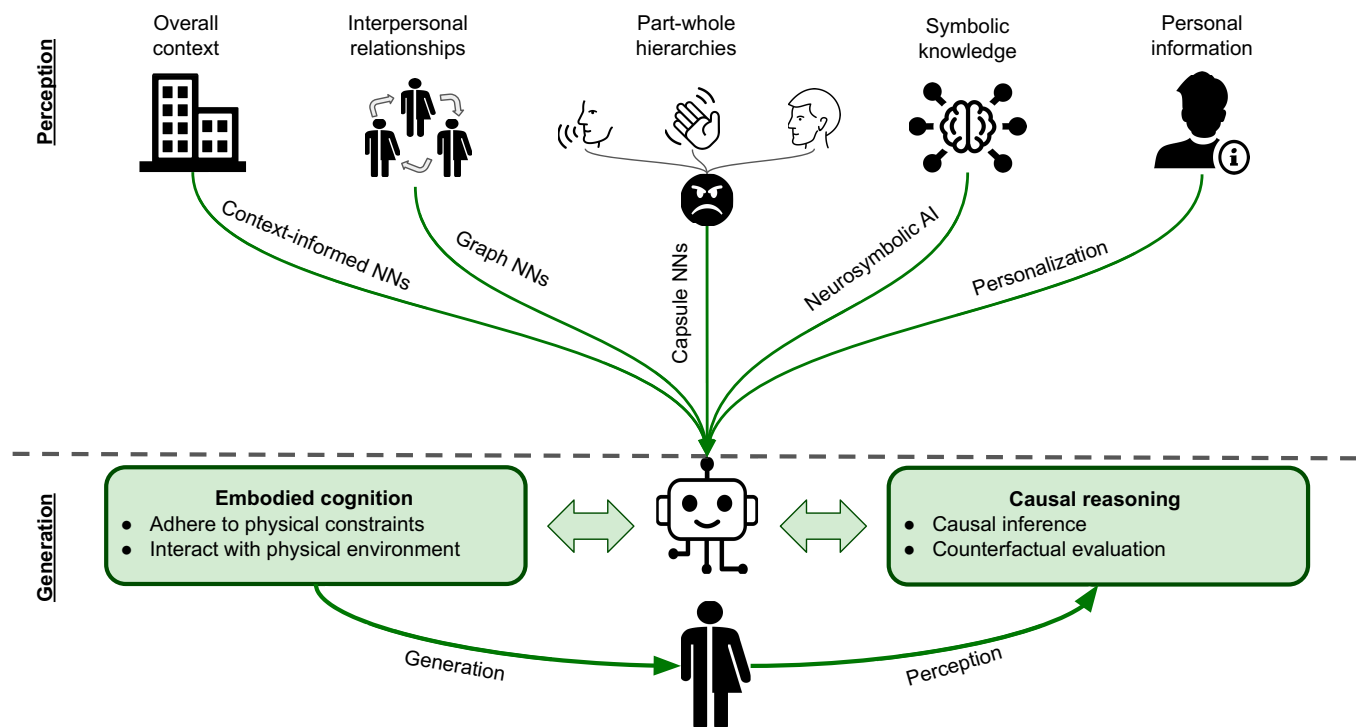 Perception
Overall
context
Interpersonal
relationships
Part-whole
hierarchies
Symbolic
knowledge
Personal
information
i
Context-informed NNs
Graph NNs
Capsule NNs
Neurosymbolic AI
Personalization
Generation
Embodied cognition
● Adhere to physical constraints
● Interact with physical environment
Causal reasoning
● Causal inference
● Counterfactual evaluation
Generation
Perception